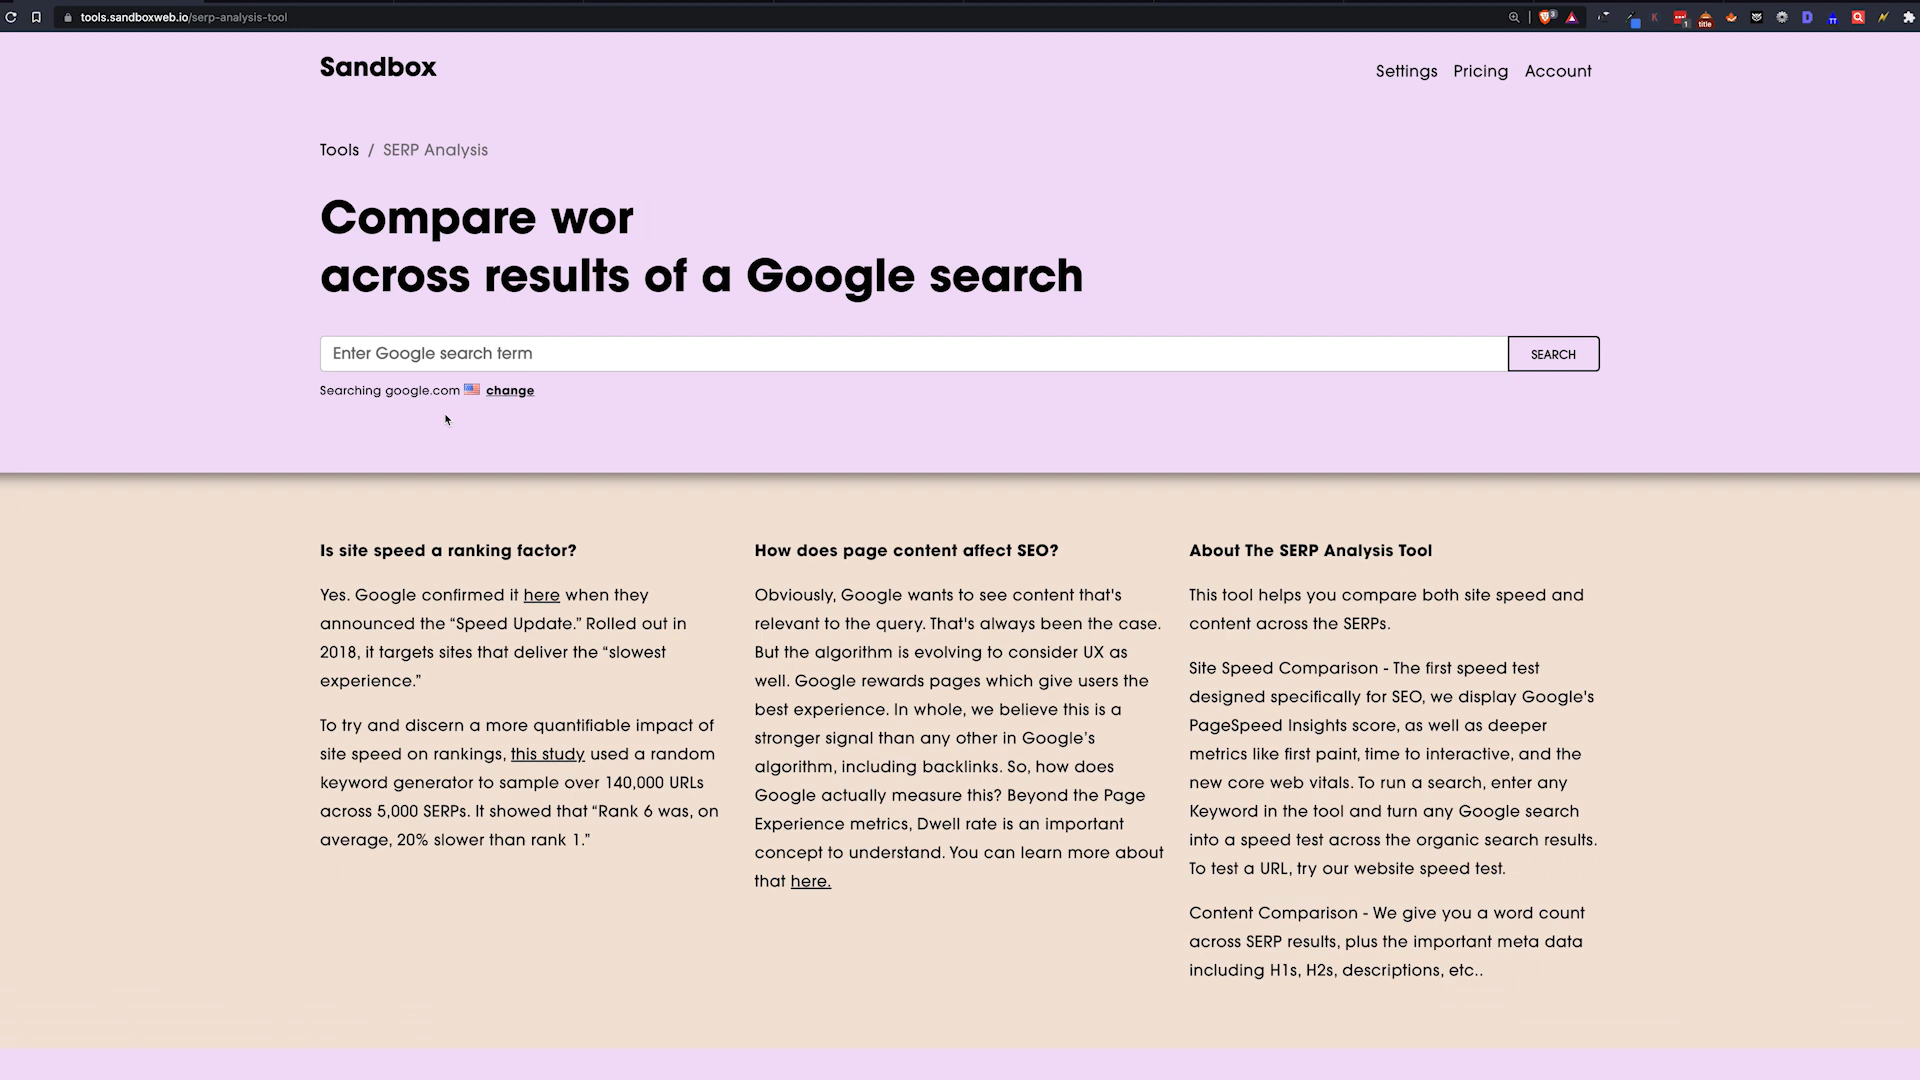 tools.sandboxweb.io/serp-analysis-tool
Sandbox
Settings Pricing Account
Tools / SERP Analysis
Compare wor
across results of a Google search
Enter Google search term
SEARCH
Searching google.com change
Is site speed a ranking factor?
Yes. Google confirmed it here when they
announced the “Speed Update.” Rolled out in
2018, it targets sites that deliver the “slowest
experience.”
To try and discern a more quantifiable impact of
site speed on rankings, this study used a random
keyword generator to sample over 140,000 URLs
across 5,000 SERPs. It showed that “Rank 6 was, on
average, 20% slower than rank 1.”
How does page content affect SEO?
Obviously, Google wants to see content that's
relevant to the query. That's always been the case.
But the algorithm is evolving to consider UX as
well. Google rewards pages which give users the
best experience. In whole, we believe this is a
stronger signal than any other in Google’s
algorithm, including backlinks. So, how does
Google actually measure this? Beyond the Page
Experience metrics, Dwell rate is an important
concept to understand. You can learn more about
that here.
About The SERP Analysis Tool
This tool helps you compare both site speed and
content across the SERPs.
Site Speed Comparison - The first speed test
designed specifically for SEO, we display Google's
PageSpeed Insights score, as well as deeper
metrics like first paint, time to interactive, and the
new core web vitals. To run a search, enter any
Keyword in the tool and turn any Google search
into a speed test across the organic search results.
To test a URL, try our website speed test.
Content Comparison - We give you a word count
across SERP results, plus the important meta data
including H1s, H2s, descriptions, etc..